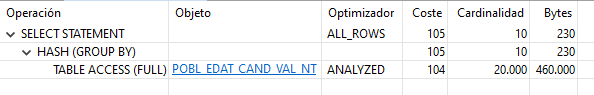 Operación Objeto Optimizador Coste Cardinalidad Bytes
SELECT STATEMENT ALL_ROWS 105 10 230
HASH (GROUP BY) 105 10 230
TABLE ACCESS (FULL) POBL_EDAT_CAND_VAL_NT ANALYZED 104 20.000 460.000